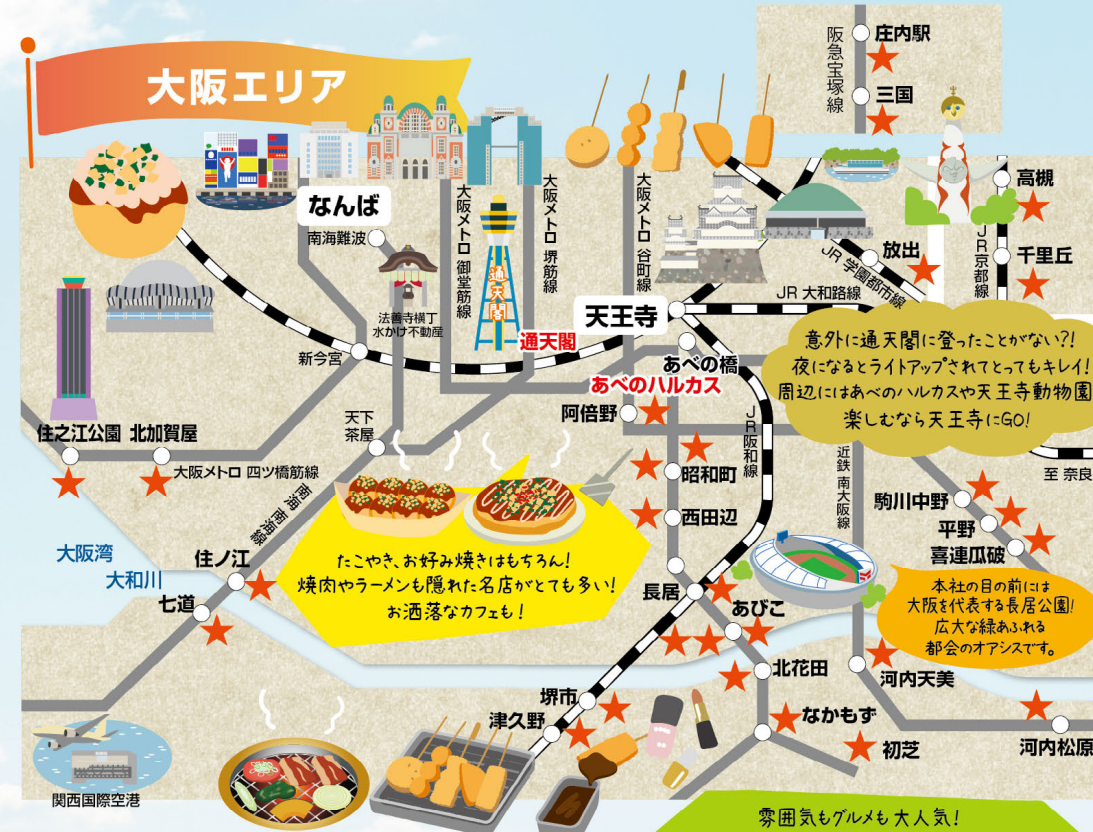 大阪エリア
阪急宝塚線
庄内駅
三国
なんば
南海難波
大阪メトロ 御堂筋線
大阪メトロ 堺筋線
大阪メトロ 谷町線
高槻
JR京都線
千里丘
放出
JR 学園都市線
JR 大和路線
通天閣
法善寺横丁
水かけ不動産
新今宮
通天閣
天王寺
あべの橋
あべのハルカス
阿倍野
意外に通天閣に登ったことがない?!
夜になるとライトアップされてとってもキレイ!
周辺にはあべのハルカスや天王寺動物園
楽しむなら天王寺にGO!
天下
茶屋
住之江公園
北加賀屋
大阪メトロ 四ツ橋筋線
南海 南海線
JR阪和線
昭和町
西田辺
近鉄 南大阪線
至 奈良
駒川中野
平野
喜連瓜破
たこやき、お好み焼きはもちろん!
焼肉やラーメンも隠れた名店がとても多い!
お洒落なカフェも!
大阪湾
大和川
住ノ江
七道
長居
あびこ
本社の目の前には
大阪を代表する長居公園!
広大な緑あふれる
都会のオアシスです。
北花田
河内天美
堺市
津久野
なかもず
初芝
河内松原
関西国際空港
雰囲気もグルメも大人気!